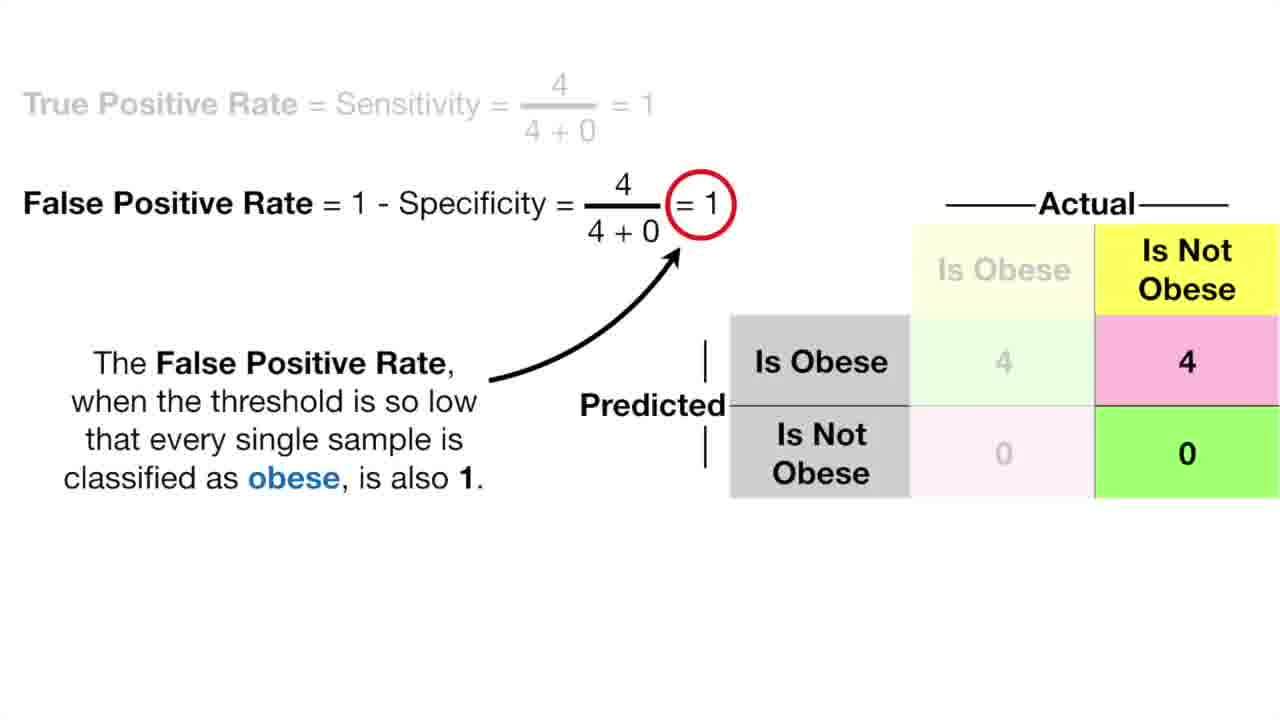 True Positive Rate = Sensitivity = 4 / 4 + 0 = 1
False Positive Rate = 1 - Specificity = 4 / 4 + 0 = 1
The False Positive Rate,
when the threshold is so low
that every single sample is
classified as obese, is also 1.
Actual
Is Obese
Is Not
Obese
Predicted
Is Obese
4
4
Is Not
Obese
0
0